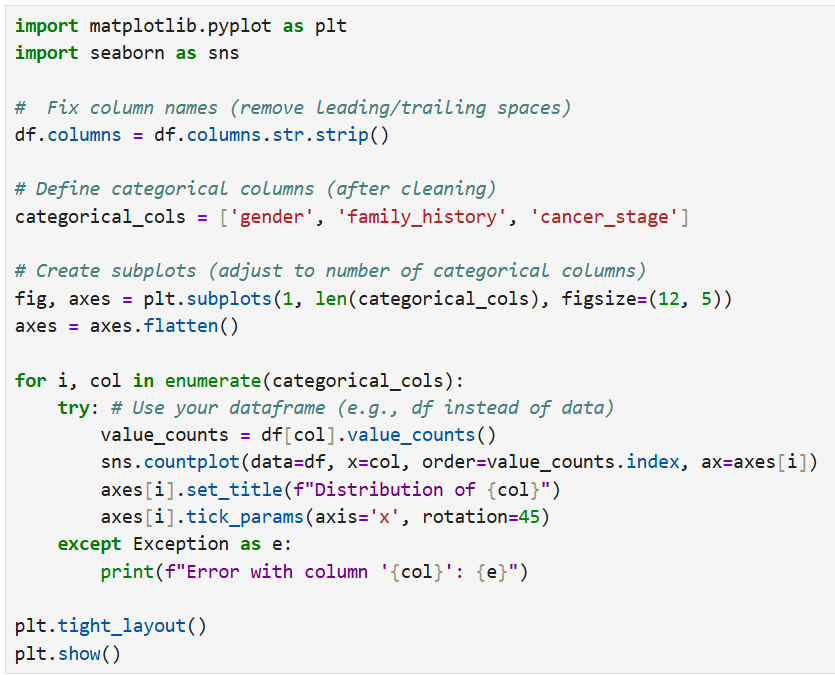 import matplotlib.pyplot as plt
import seaborn as sns
#  Fix column names (remove leading/trailing spaces)
df.columns = df.columns.str.strip()
# Define categorical columns (after cleaning)
categorical_cols = ['gender', 'family_history', 'cancer_stage']
# Create subplots (adjust to number of categorical columns)
fig, axes = plt.subplots(1, len(categorical_cols), figsize=(12, 5))
axes = axes.flatten()
for i, col in enumerate(categorical_cols):
    try: # Use your dataframe (e.g., df instead of data)
        value_counts = df[col].value_counts()
        sns.countplot(data=df, x=col, order=value_counts.index, ax=axes[i])
        axes[i].set_title(f"Distribution of {col}")
        axes[i].tick_params(axis='x', rotation=45)
    except Exception as e:
        print(f"Error with column '{col}': {e}")
plt.tight_layout()
plt.show()